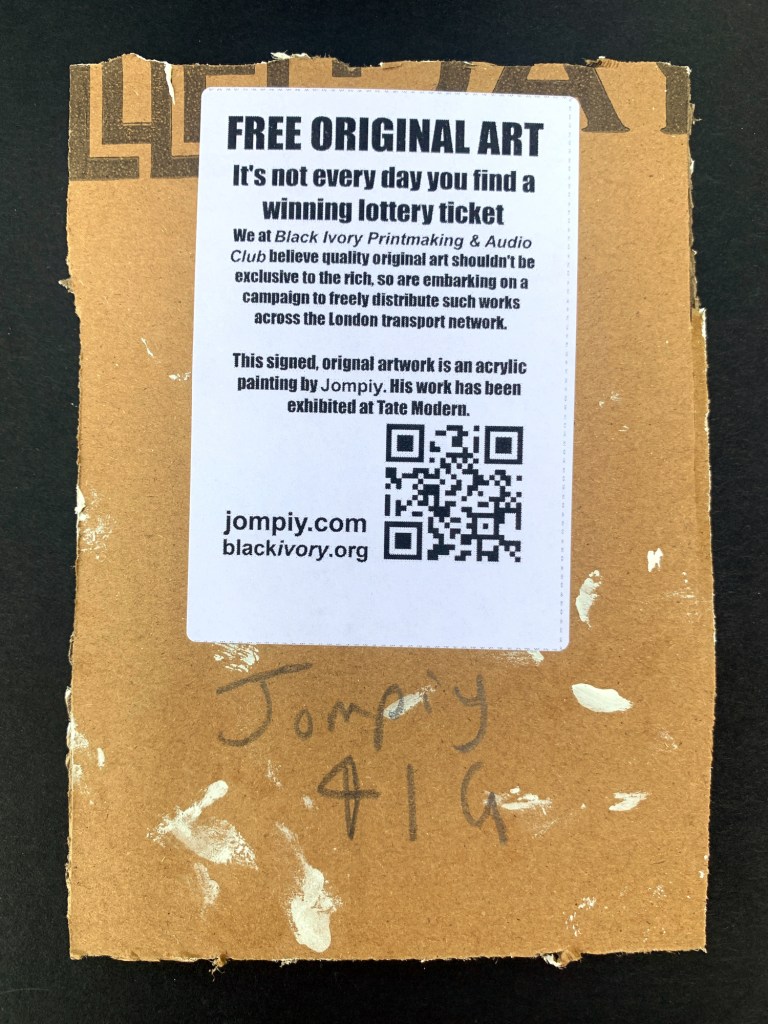 FREE ORIGINAL ART
It's not every day you find a
winning lottery ticket
We at Black Ivory Printmaking & Audio
Club believe quality original art shouldn't be
exclusive to the rich, so are embarking on a
campaign to freely distribute such works
across the London transport network.
This signed, orignal artwork is an acrylic
painting by Jompiy. His work has been
exhibited at Tate Modern.
jompiy.com
blackivory.org
Jompiy
41G